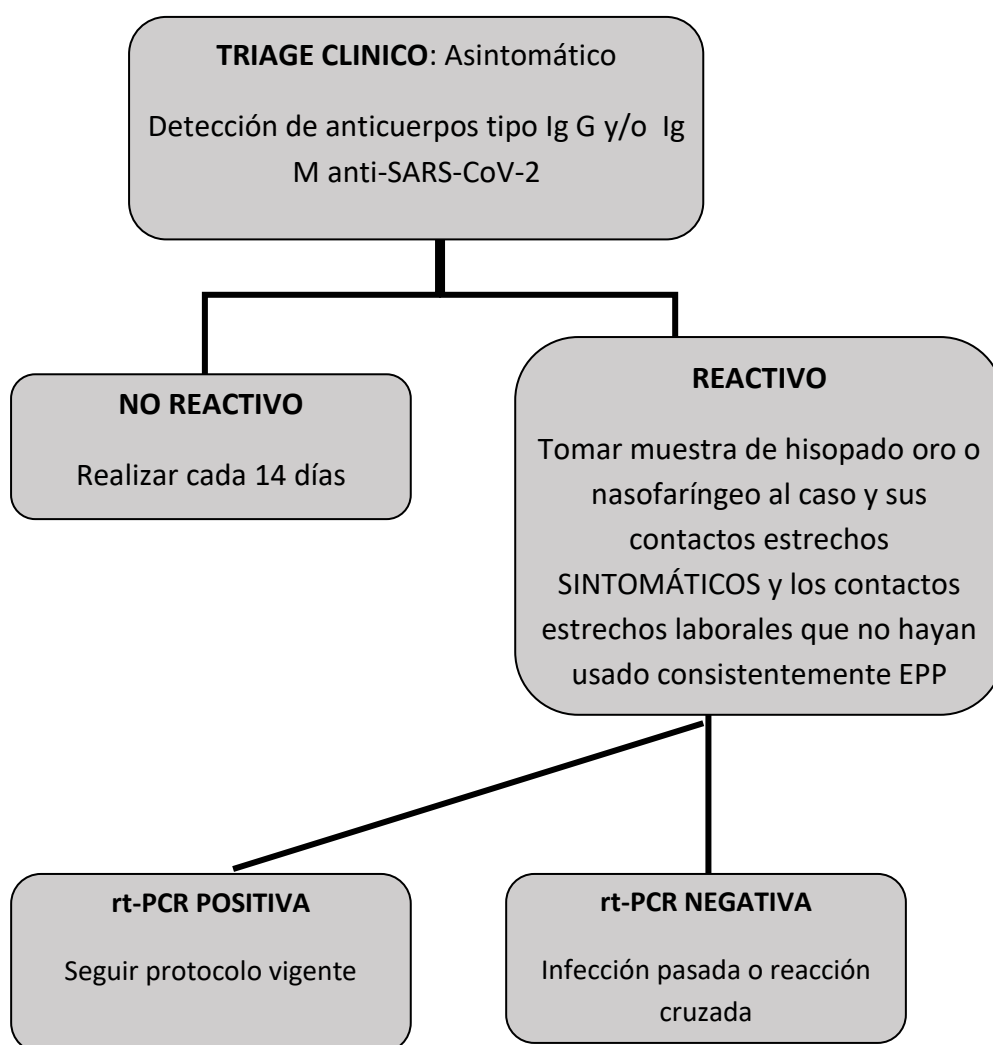 TRIAGE CLINICO: Asintomático
Detección de anticuerpos tipo Ig G y/o Ig
M anti-SARS-CoV-2
NO REACTIVO
Realizar cada 14 días
REACTIVO
Tomar muestra de hisopado oro o
nasofaríngeo al caso y sus
contactos estrechos
SINTOMÁTICOS y los contactos
estrechos laborales que no hayan
usado consistentemente EPP
rt-PCR POSITIVA
Seguir protocolo vigente
rt-PCR NEGATIVA
Infección pasada o reacción
cruzada